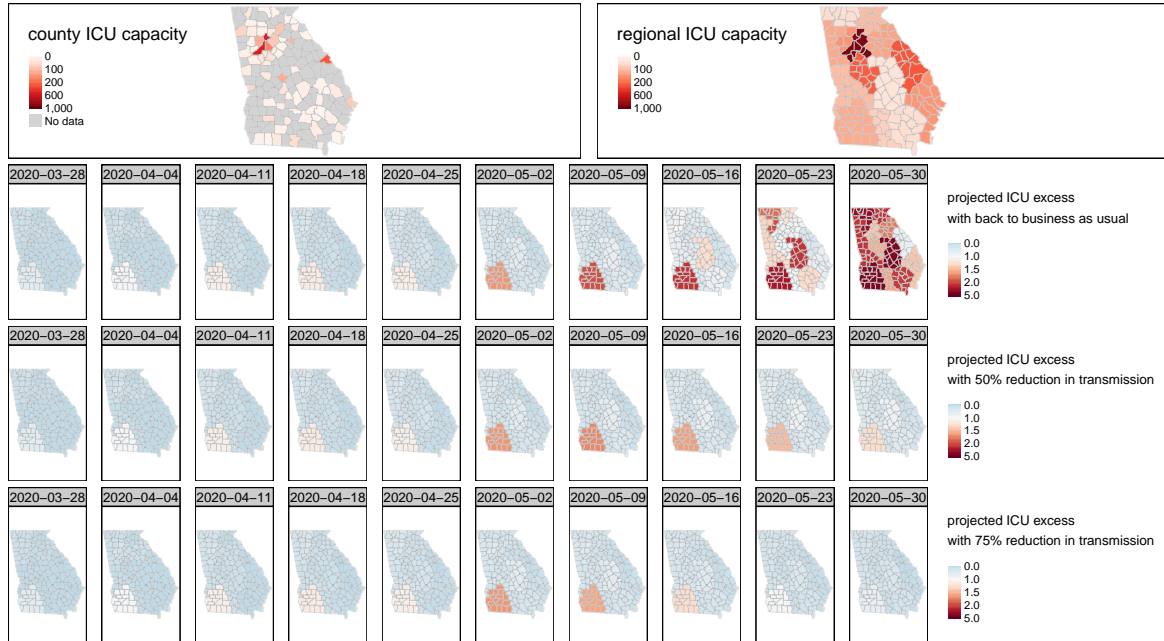 county ICU capacity
0
100
200
600
1,000
No data
regional ICU capacity
0
100
200
600
1,000
2020−03−28 2020−04−04 2020−04−11 2020−04−18 2020−04−25 2020−05−02 2020−05−09 2020−05−16 2020−05−23 2020−05−30
projected ICU excess
with back to business as usual
0.0
1.0
1.5
2.0
5.0
2020−03−28 2020−04−04 2020−04−11 2020−04−18 2020−04−25 2020−05−02 2020−05−09 2020−05−16 2020−05−23 2020−05−30
projected ICU excess
with 50% reduction in transmission
0.0
1.0
1.5
2.0
5.0
2020−03−28 2020−04−04 2020−04−11 2020−04−18 2020−04−25 2020−05−02 2020−05−09 2020−05−16 2020−05−23 2020−05−30
projected ICU excess
with 75% reduction in transmission
0.0
1.0
1.5
2.0
5.0